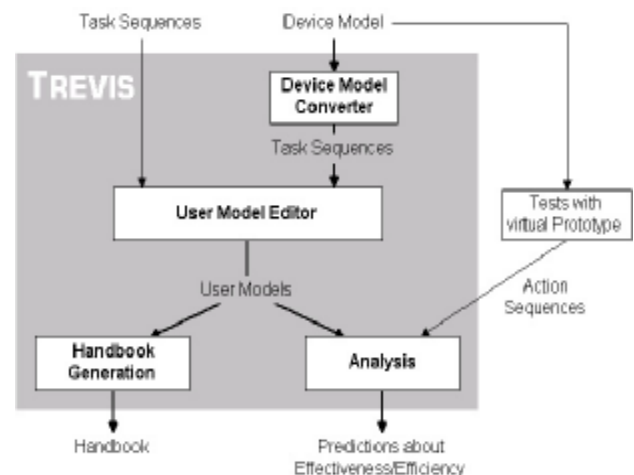 Task Sequences
Device Model
TREVIS
Device Model
Converter
Task Sequences
User Model Editor
Tests with
virtual Prototype
User Models
Action
Sequences
Handbook
Generation
Analysis
Handbook
Predictions about
Effectiveness/Efficiency